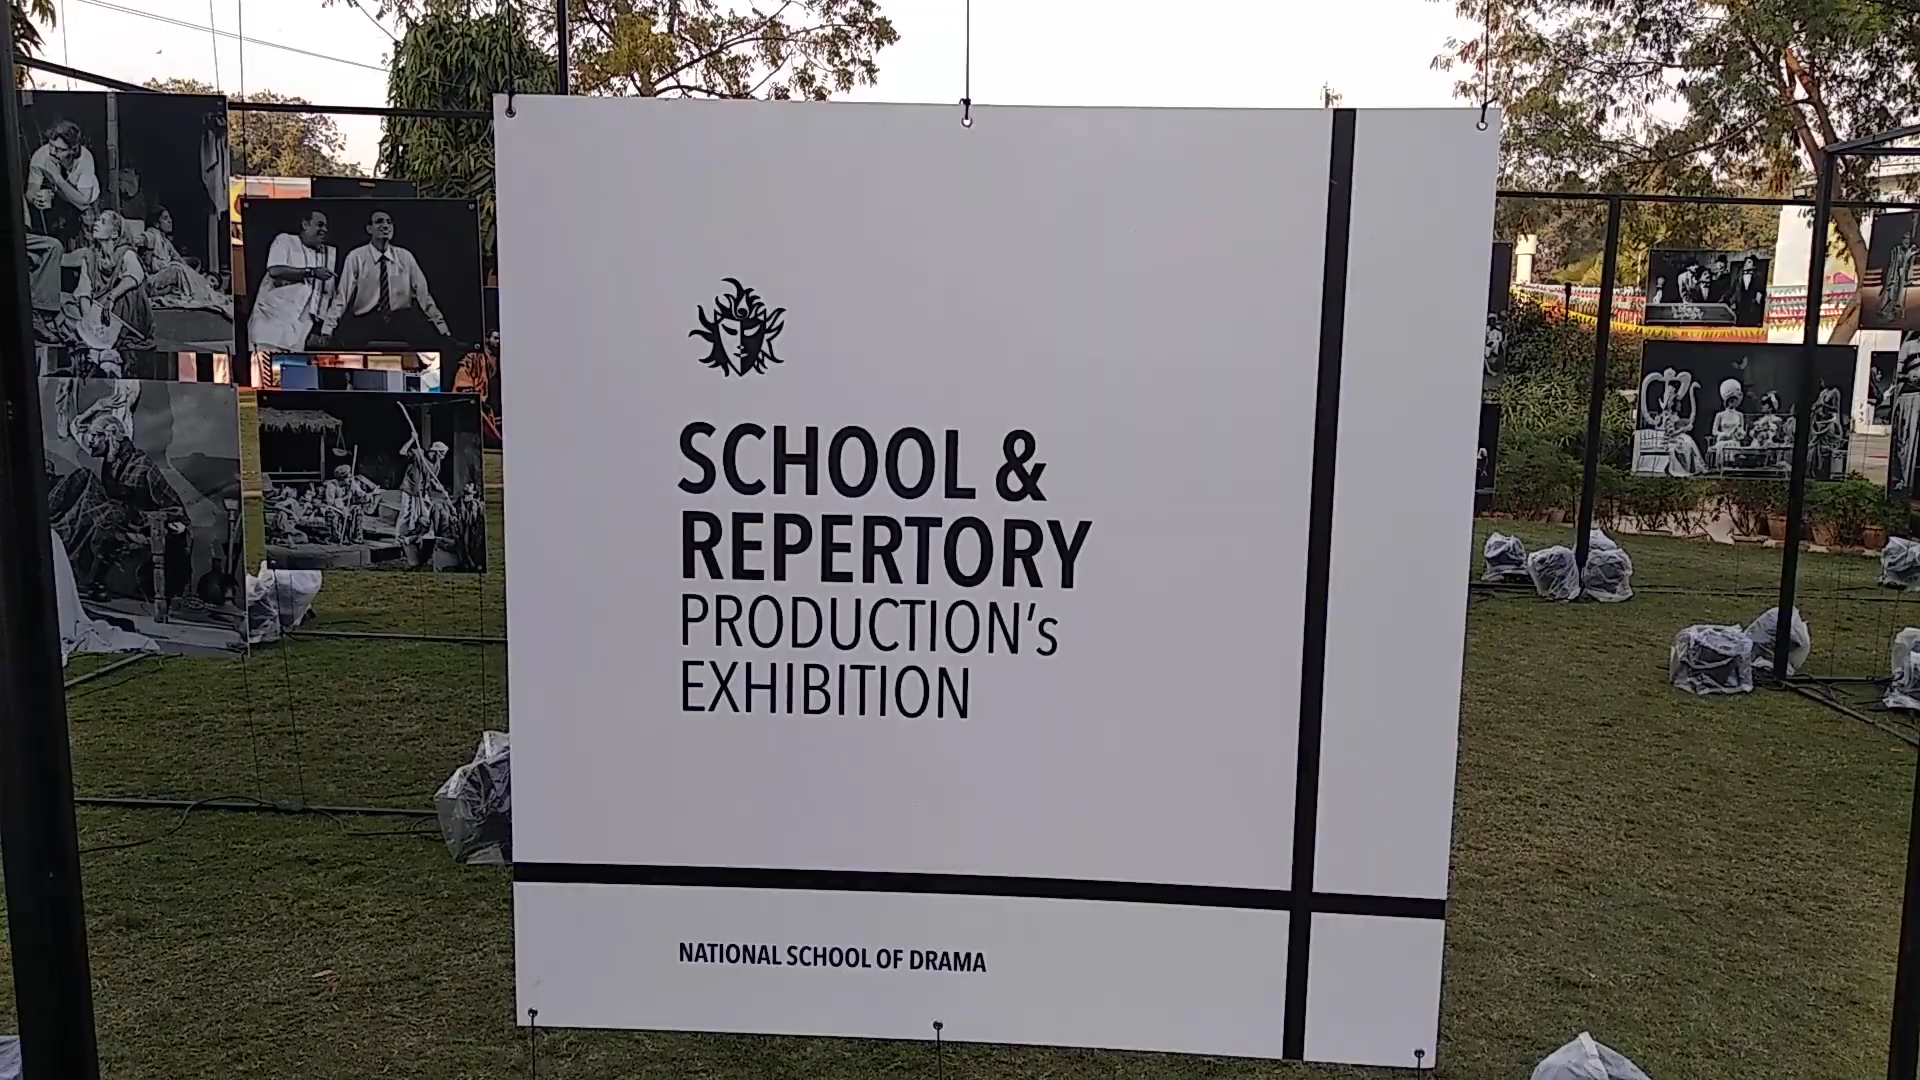 SCHOOL &
REPERTORY
PRODUCTION's
EXHIBITION
NATIONAL SCHOOL OF DRAMA